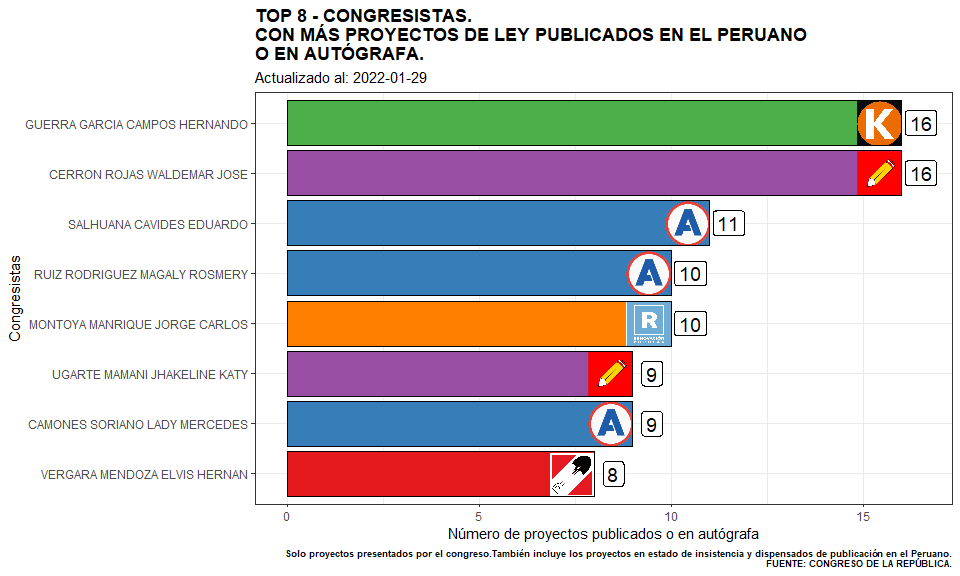 TOP 8 - CONGRESISTAS.
CON MÁS PROYECTOS DE LEY PUBLICADOS EN EL PERUANO
O EN AUTÓGRAFA.
Actualizado al: 2022-01-29
Congresistas
GUERRA GARCIA CAMPOS HERNANDO K 16
CERRON ROJAS WALDEMAR JOSE 16
SALHUANA CAVIDES EDUARDO A 11
RUIZ RODRIGUEZ MAGALY ROSMERY A 10
MONTOYA MANRIQUE JORGE CARLOS R 10
RENOVACIÓN
POPULAR
UGARTE MAMANI JHAKELINE KATY 9
CAMONES SORIANO LADY MERCEDES A 9
VERGARA MENDOZA ELVIS HERNAN 8
0 5 10 15
Número de proyectos publicados o en autógrafa
Solo proyectos presentados por el congreso.También incluye los proyectos en estado de insistencia y dispensados de publicación en el Peruano.
FUENTE: CONGRESO DE LA REPÚBLICA.